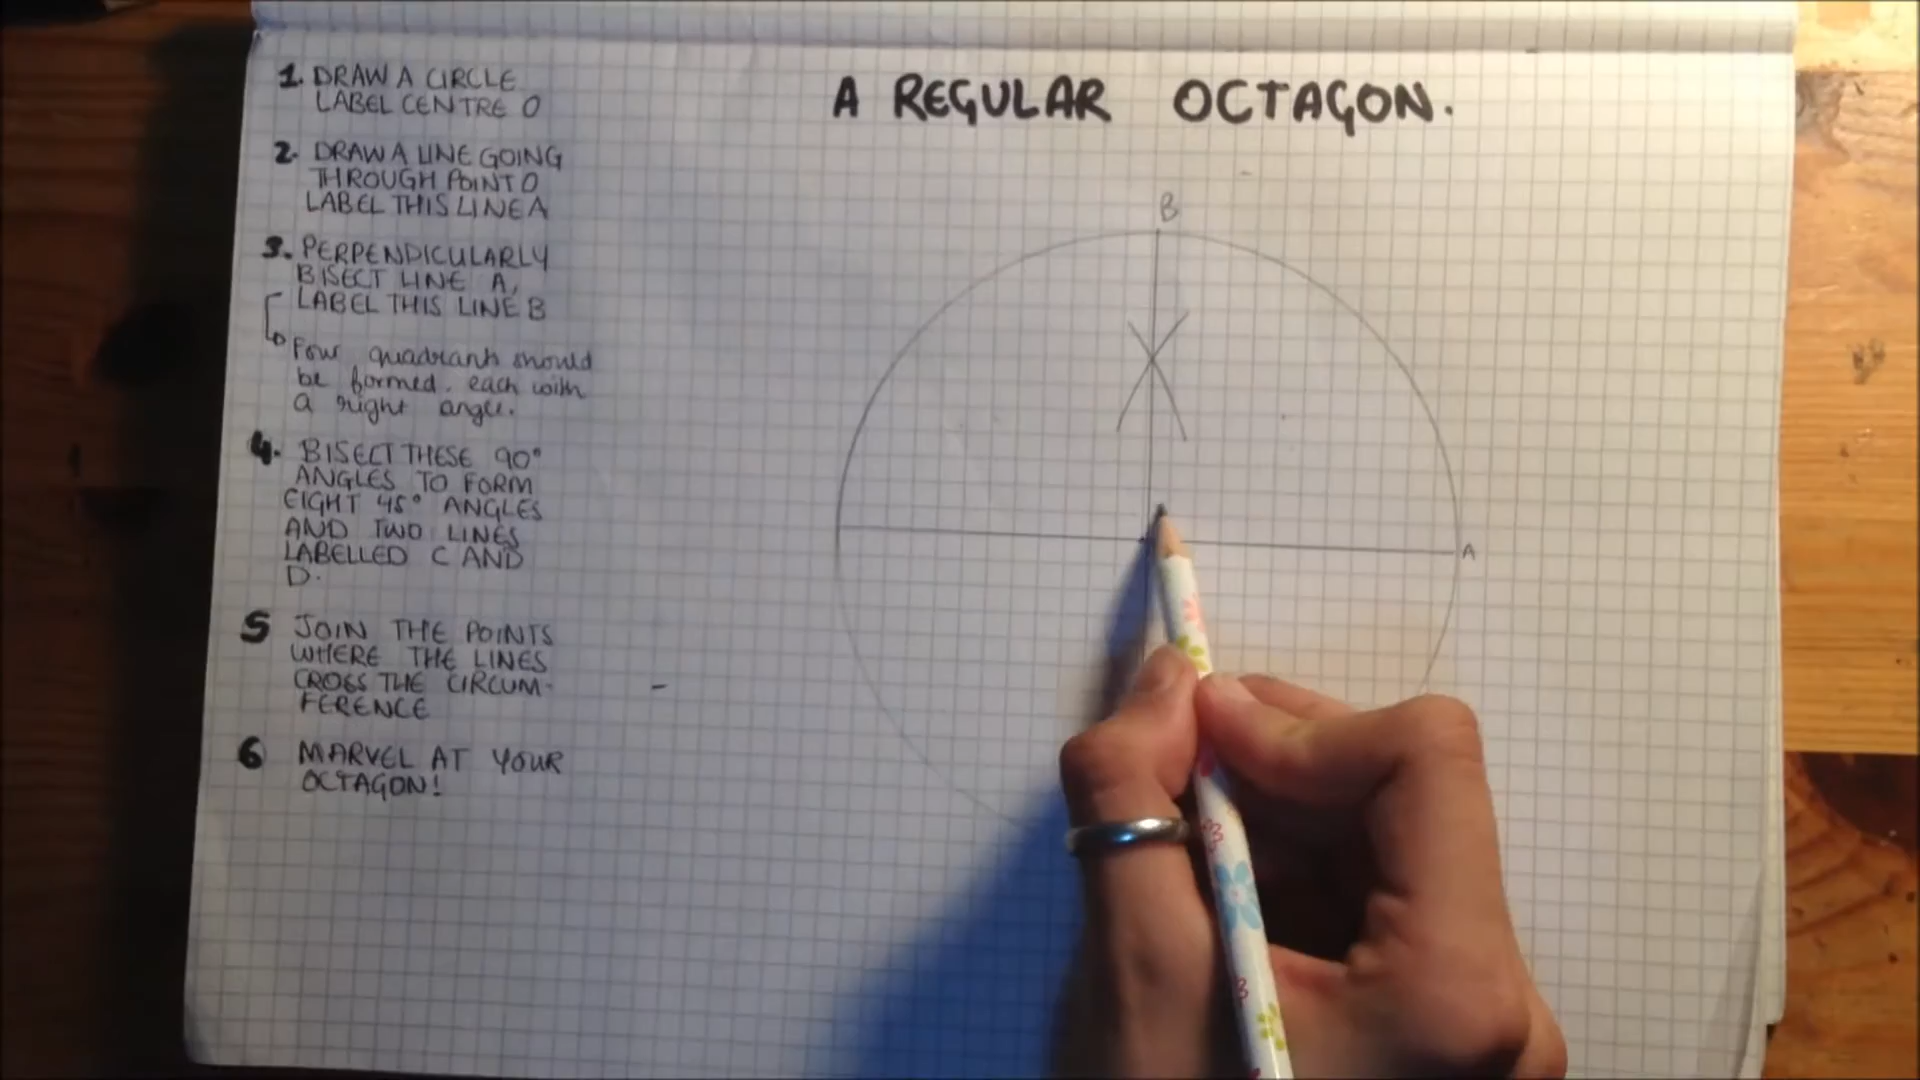 A REGULAR OCTAGON.
1. DRAW A CIRCLE
LABEL CENTRE O
2. DRAW A LINE GOING
THROUGH POINT O
LABEL THIS LINE A
3. PERPENDICULARLY
BISECT LINE A,
LABEL THIS LINE B
Four quadrants should
be formed. each with
a right angle.
4. BISECT THESE 90°
ANGLES TO FORM
EIGHT 45° ANGLES
AND TWO LINES
LABELLED C AND
D.
5 JOIN THE POINTS
WHERE THE LINES
CROSS THE CIRCUM-
FERENCE
6 MARVEL AT YOUR
OCTAGON!
B
A